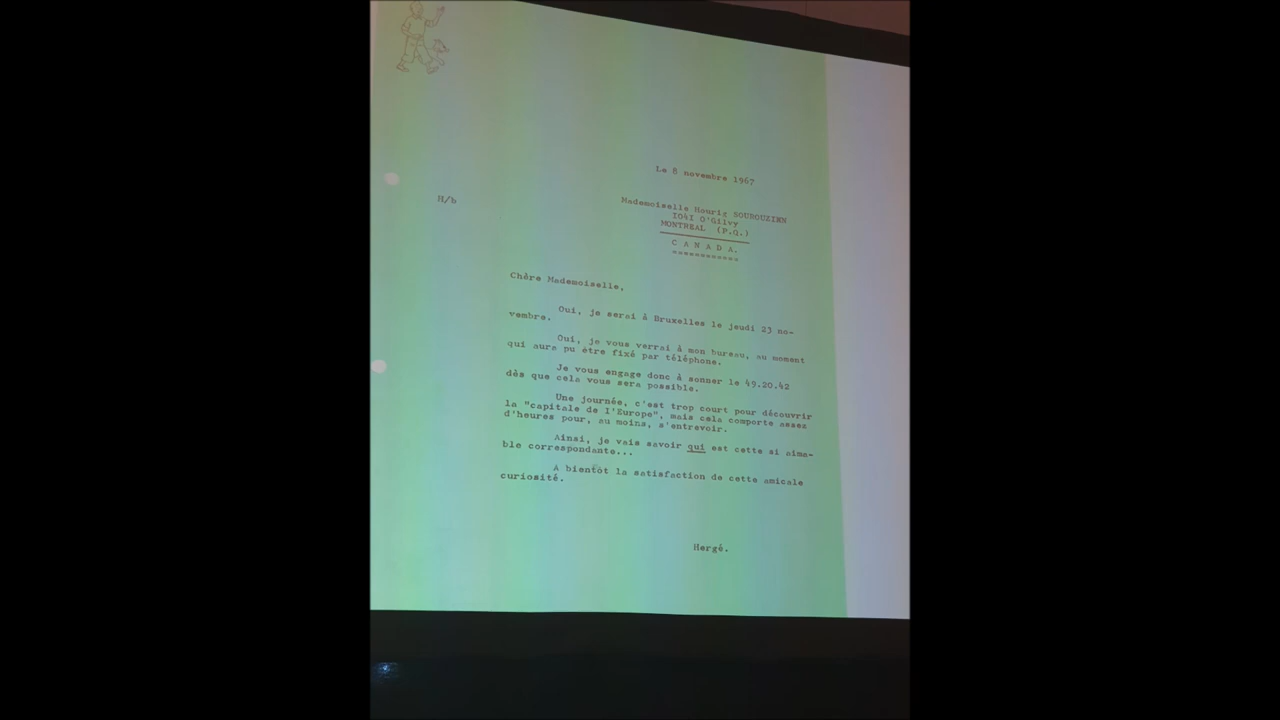 Le 8 novembre 1967
H/b
Mademoiselle Hourig SOUROUZIEN
IO4I O'Gilvy
MONTREAL (P.Q.)
C A N A D A.
============
Chère Mademoiselle,
Oui, je serai à Bruxelles le jeudi 23 no-
vembre.
Oui, je vous verrai à mon bureau, au moment
qui aura pu être fixé par téléphone.
Je vous engage donc à sonner le 49.20.42
dès que cela vous sera possible.
Une journée, c'est trop court pour découvrir
la "capitale de l'Europe", mais cela comporte assez
d'heures pour, au moins, s'entrevoir.
Ainsi, je vais savoir qui est cette si aima-
ble correspondante...
A bientôt la satisfaction de cette amicale
curiosité.
Hergé.